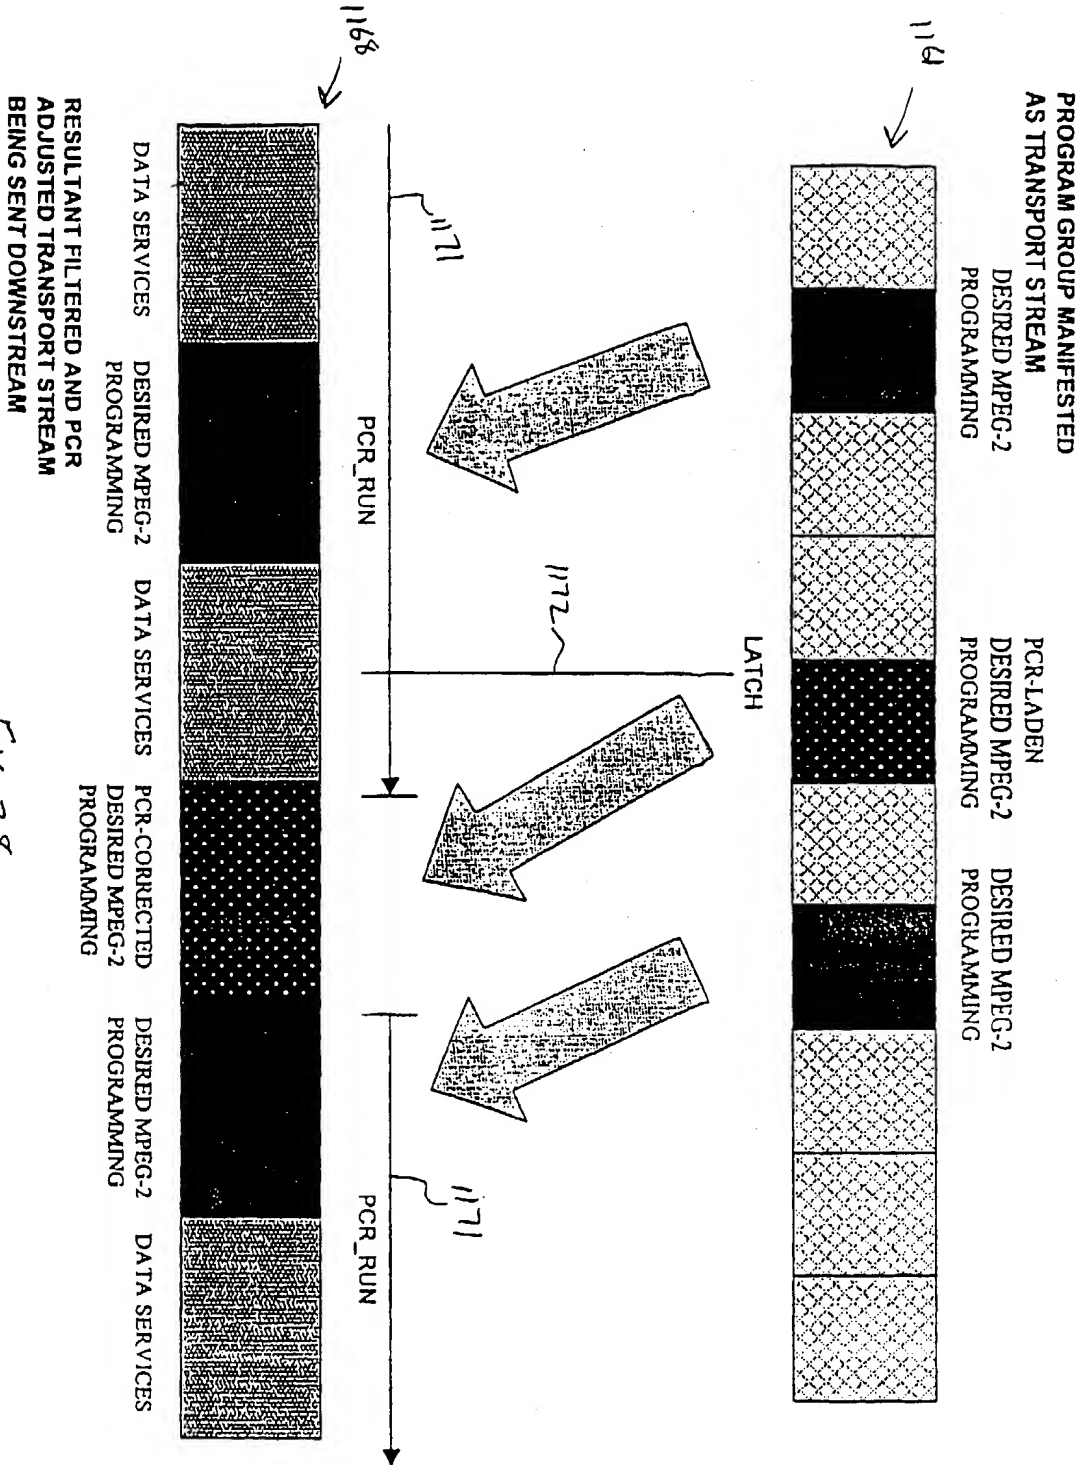 PROGRAM GROUP MANIFESTED
AS TRANSPORT STREAM
DESIRED MPEG-2
PROGRAMMING
PCR-LADEN
DESIRED MPEG-2
PROGRAMMING
DESIRED MPEG-2
PROGRAMMING
1161
LATCH
1172
1171
PCR_RUN
1171
PCR_RUN
1168
DATA SERVICES
DESIRED MPEG-2
PROGRAMMING
DATA SERVICES
PCR-CORRECTED
DESIRED MPEG-2
PROGRAMMING
DESIRED MPEG-2
PROGRAMMING
DATA SERVICES
RESULTANT FILTERED AND PCR
ADJUSTED TRANSPORT STREAM
BEING SENT DOWNSTREAM